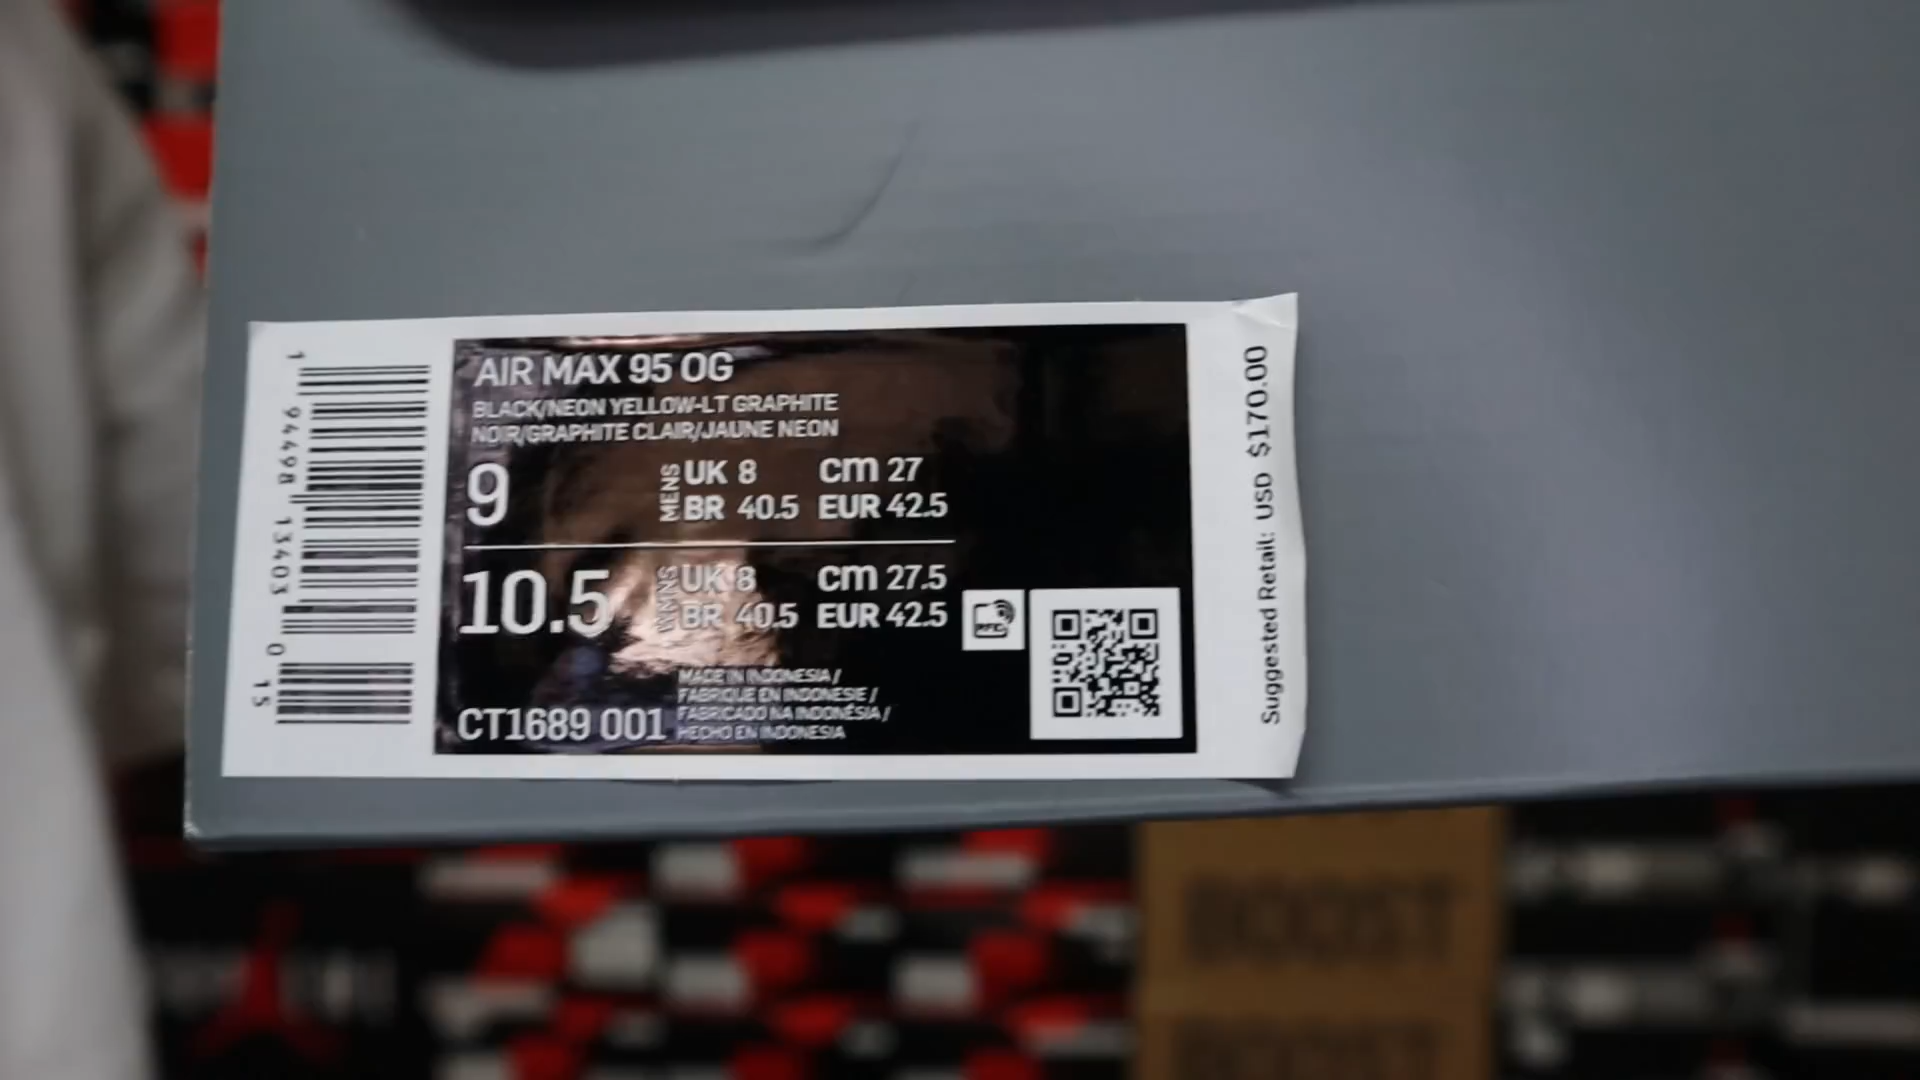 AIR MAX 95 OG
BLACK/NEON YELLOW-LT GRAPHITE
NOIR/GRAPHITE CLAIR/JAUNE NEON
9 MENS UK 8 cm 27
BR 40.5 EUR 42.5
10.5 WMNS UK 8 cm 27.5
BR 40.5 EUR 42.5
MADE IN INDONESIA /
FABRIQUE EN INDONESIE /
FABRICADO NA INDONÉSIA /
HECHO EN INDONESIA
CT1689 001
1 94498 13403 0 15
Suggested Retail: USD $170.00
BOOST
BOOST